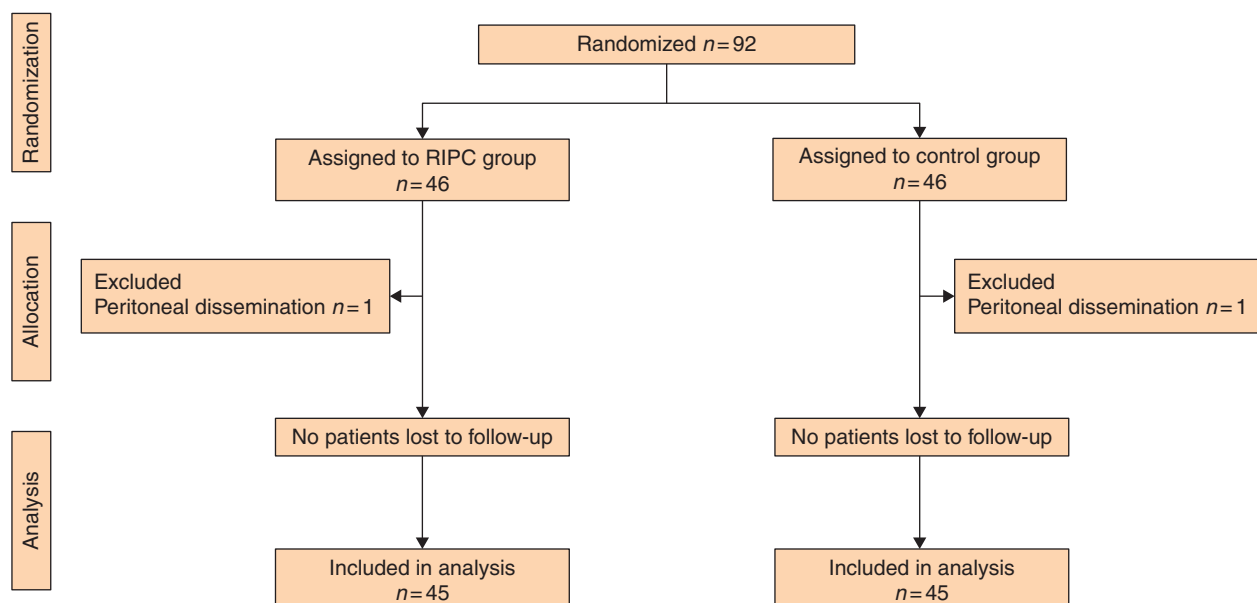 Randomization
Randomized n=92
Assigned to RIPC group
n=46
Assigned to control group
n=46
Allocation
Excluded
Peritoneal dissemination n=1
Excluded
Peritoneal dissemination n=1
Analysis
No patients lost to follow-up
No patients lost to follow-up
Included in analysis
n=45
Included in analysis
n=45